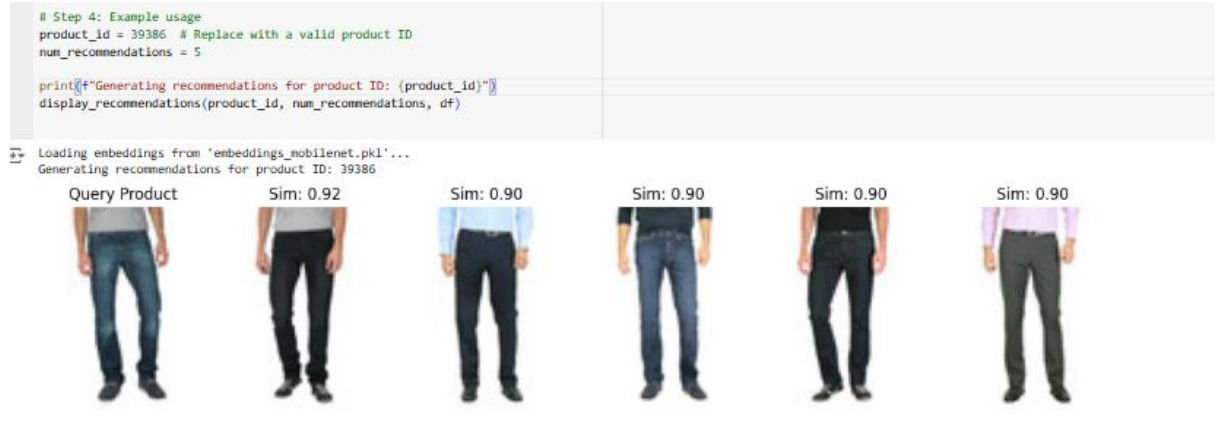 # Step 4: Example usage
product_id = 39386  # Replace with a valid product ID
num_recommendations = 5
print(f"Generating recommendations for product ID: {product_id}")
display_recommendations(product_id, num_recommendations, df)
Loading embeddings from 'embeddings_mobilenet.pkl'...
Generating recommendations for product ID: 39386
Query Product Sim: 0.92 Sim: 0.90 Sim: 0.90 Sim: 0.90 Sim: 0.90